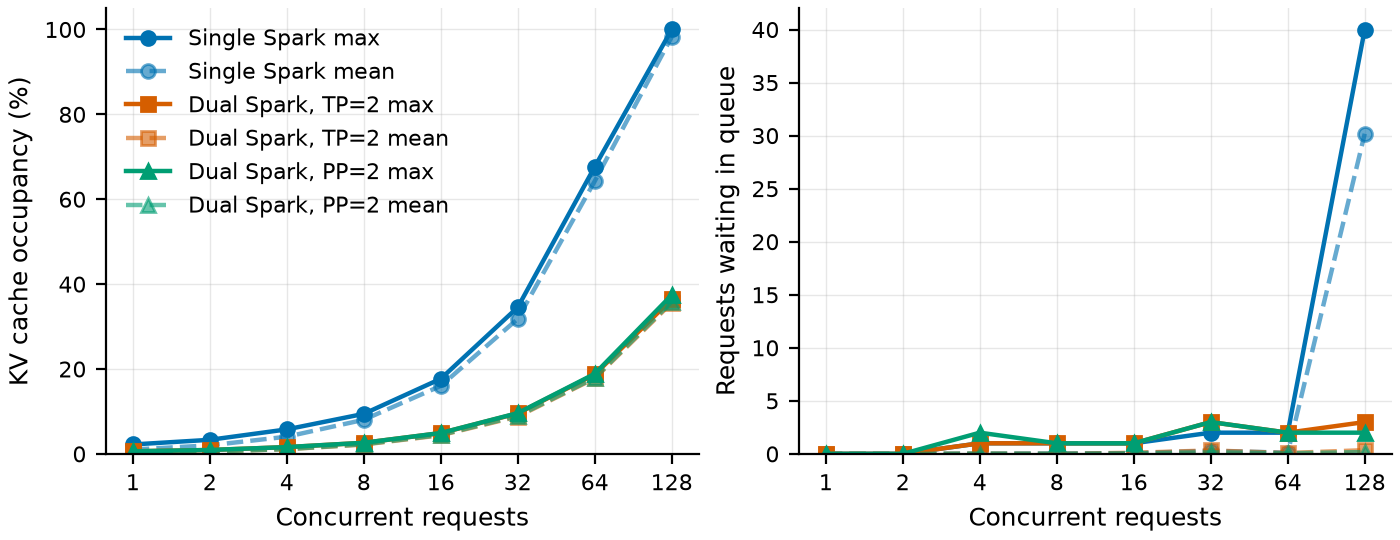 KV cache occupancy (%)
100
80
60
40
20
0
Single Spark max
Single Spark mean
Dual Spark, TP=2 max
Dual Spark, TP=2 mean
Dual Spark, PP=2 max
Dual Spark, PP=2 mean
1 2 4 8 16 32 64 128
Concurrent requests
Requests waiting in queue
40
35
30
25
20
15
10
5
0
1 2 4 8 16 32 64 128
Concurrent requests